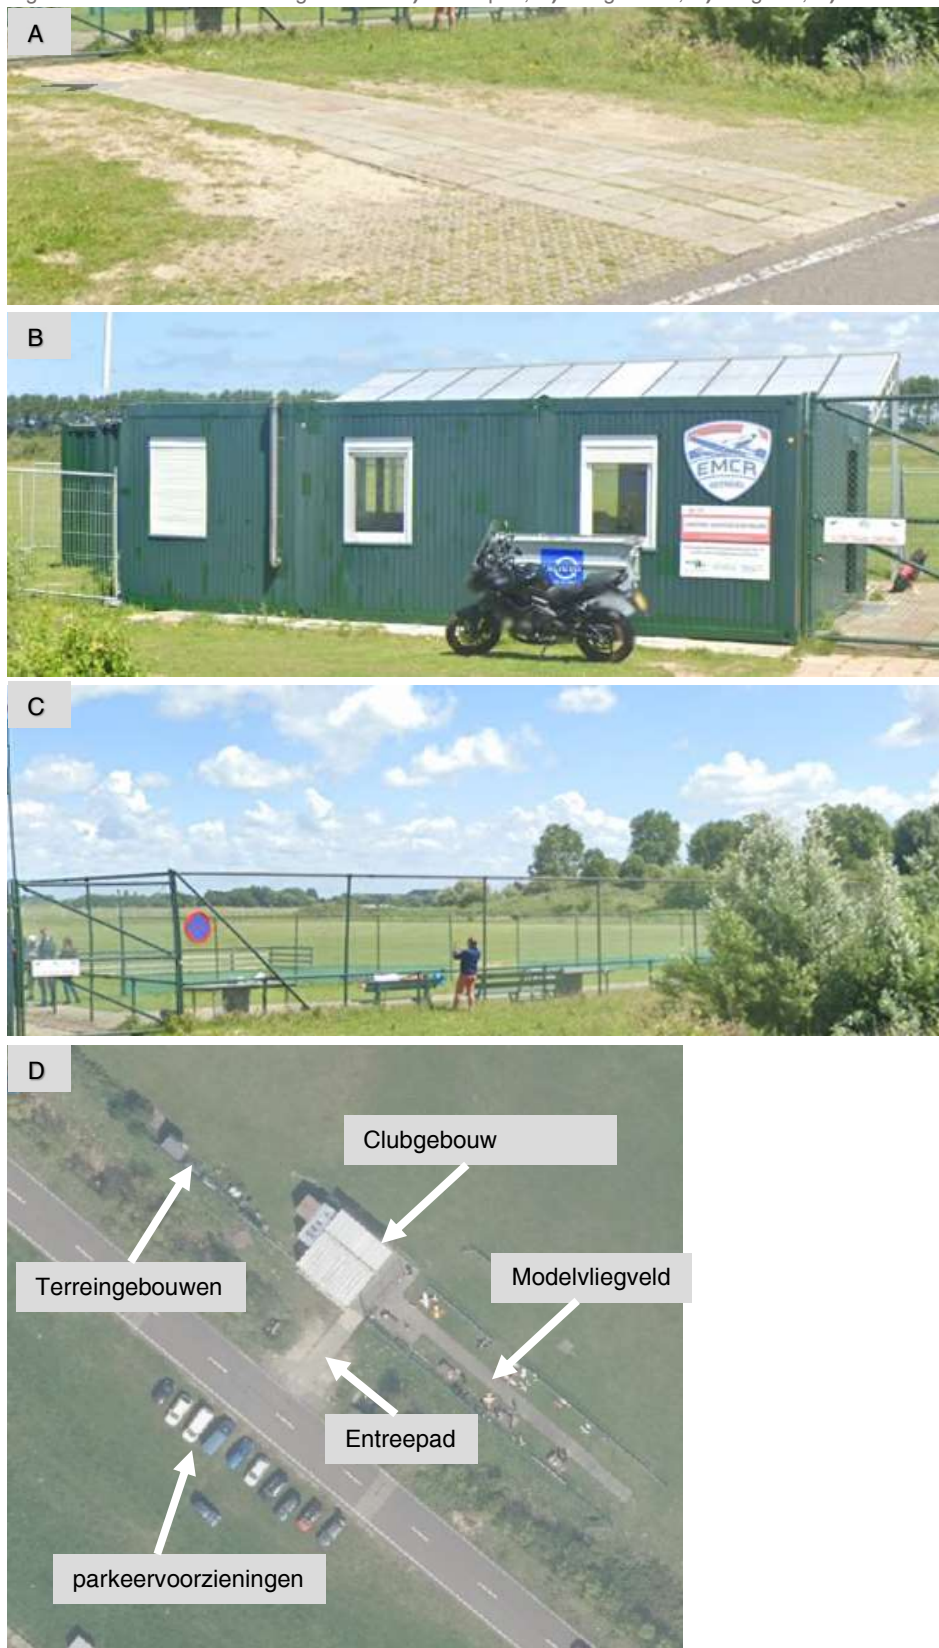 A
B
EMCR
C
D
Clubgebouw
Modelvliegveld
Terreingebouwen
Entreepad
parkeervoorzieningen